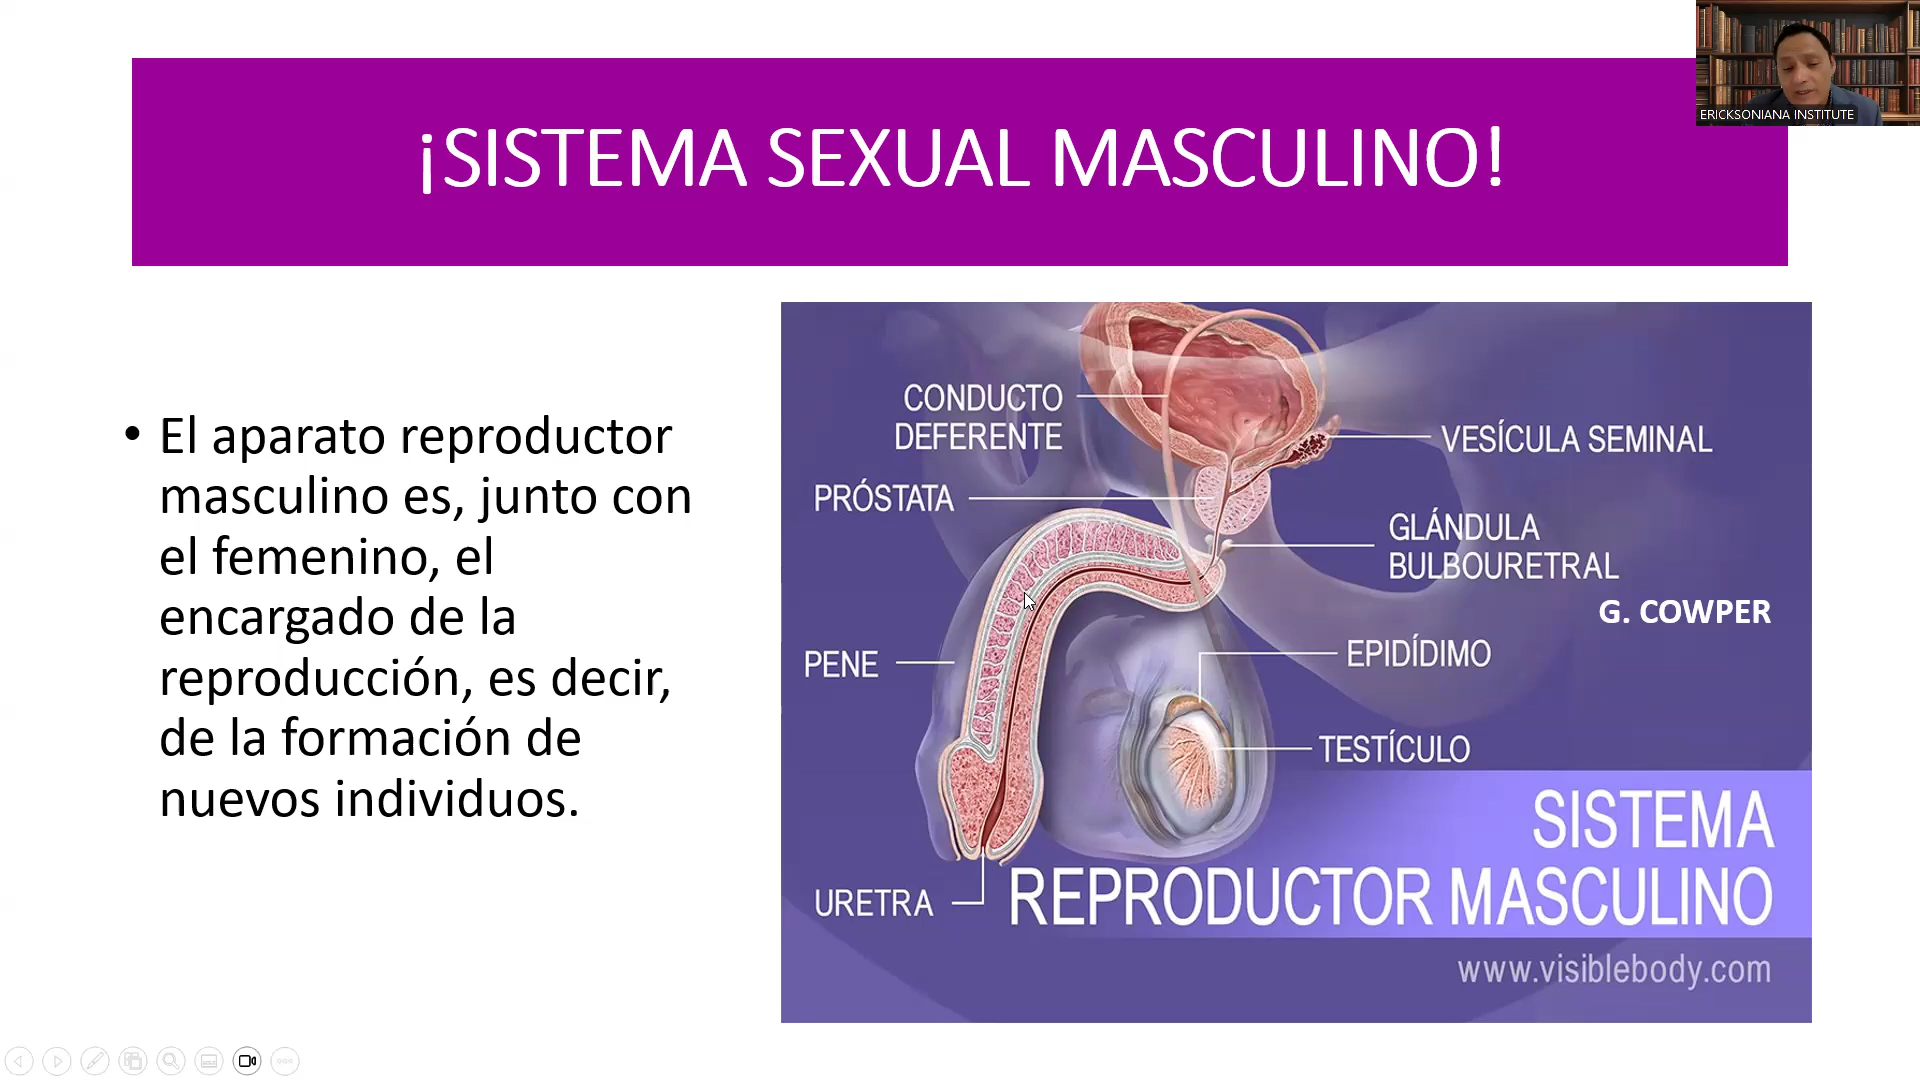 ¡SISTEMA SEXUAL MASCULINO!
ERICKSONIANA INSTITUTE
• El aparato reproductor
masculino es, junto con
el femenino, el
encargado de la
reproducción, es decir,
de la formación de
nuevos individuos.
CONDUCTO
DEFERENTE
VESÍCULA SEMINAL
PRÓSTATA
GLÁNDULA
BULBOURETRAL
G. COWPER
EPIDÍDIMO
PENE
TESTÍCULO
URETRA
SISTEMA
REPRODUCTOR MASCULINO
www.visiblebody.com